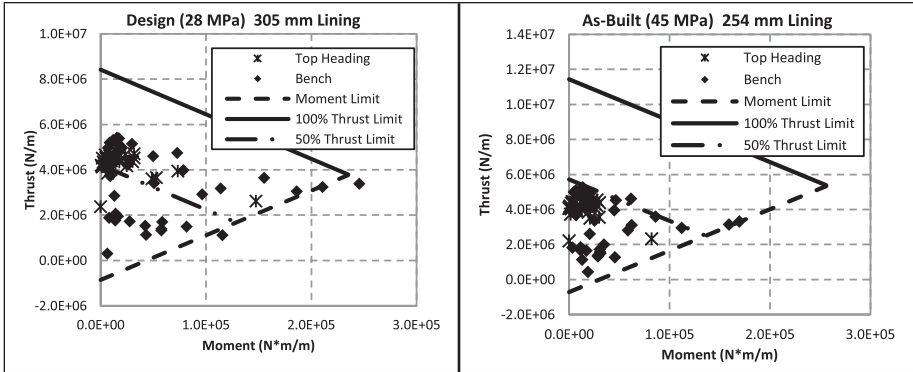 Design (28 MPa) 305 mm Lining
1.0E+07
8.0E+06
6.0E+06
4.0E+06
2.0E+06
0.0E+00
-2.0E+06
Thrust (N/m)
Top Heading
Bench
Moment Limit
100% Thrust Limit
50% Thrust Limit
0.0E+00 1.0E+05 2.0E+05 3.0E+05
Moment (N*m/m)
As-Built (45 MPa) 254 mm Lining
1.4E+07
1.2E+07
1.0E+07
8.0E+06
6.0E+06
4.0E+06
2.0E+06
0.0E+00
-2.0E+06
Thrust (N/m)
Top Heading
Bench
Moment Limit
100% Thrust Limit
50% Thrust Limit
0.0E+00 1.0E+05 2.0E+05 3.0E+05
Moment (N*m/m)